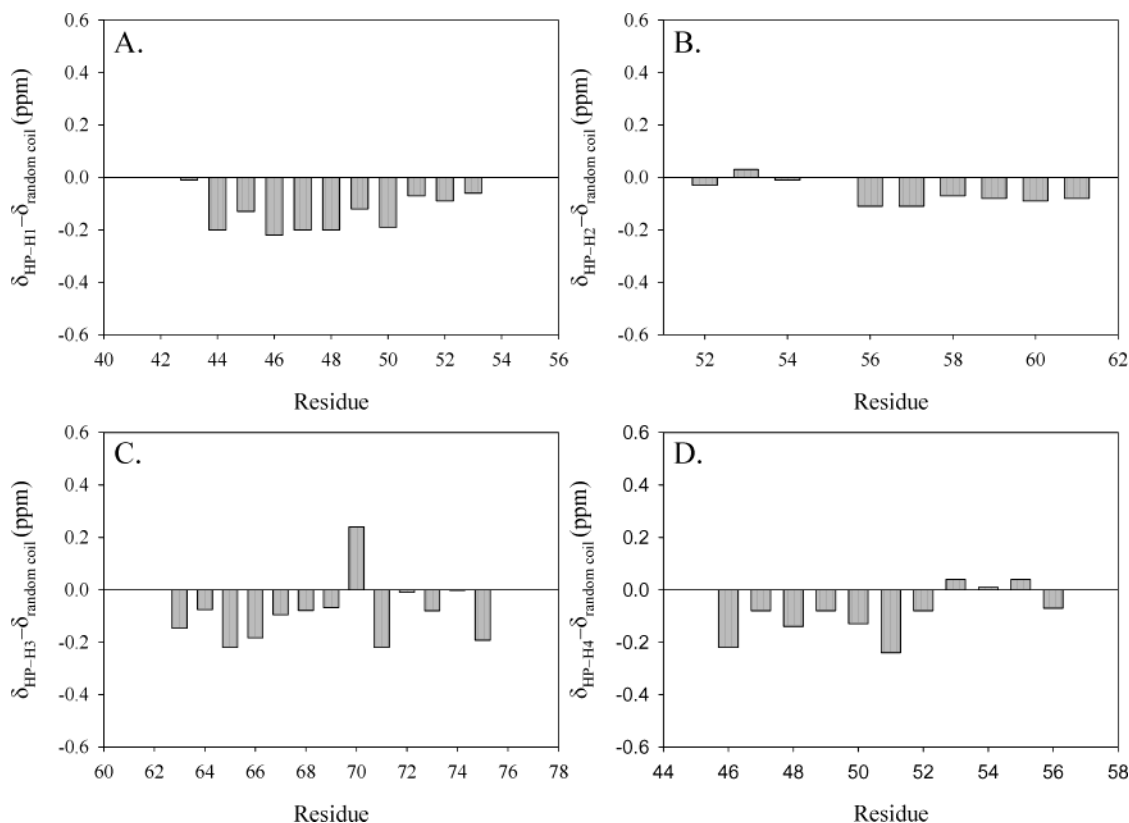 A.
δHP–H1–δrandom coil (ppm)
0.6
0.4
0.2
0.0
-0.2
-0.4
-0.6
40 42 44 46 48 50 52 54 56
Residue
B.
δHP–H2–δrandom coil (ppm)
0.6
0.4
0.2
0.0
-0.2
-0.4
-0.6
52 54 56 58 60 62
Residue
C.
δHP–H3–δrandom coil (ppm)
0.6
0.4
0.2
0.0
-0.2
-0.4
-0.6
60 62 64 66 68 70 72 74 76 78
Residue
D.
δHP–H4–δrandom coil (ppm)
0.6
0.4
0.2
0.0
-0.2
-0.4
-0.6
44 46 48 50 52 54 56 58
Residue